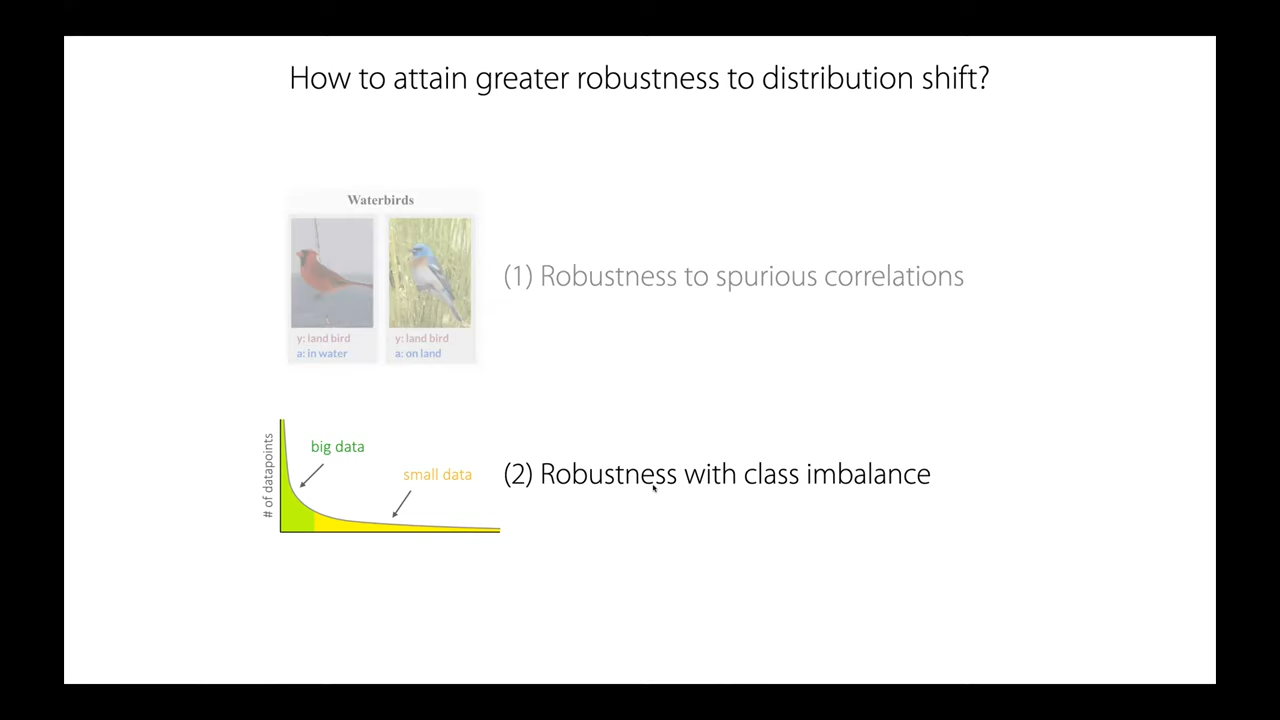 How to attain greater robustness to distribution shift?
Waterbirds
y: land bird
a: in water
y: land bird
a: on land
(1) Robustness to spurious correlations
# of datapoints
big data
small data
(2) Robustness with class imbalance